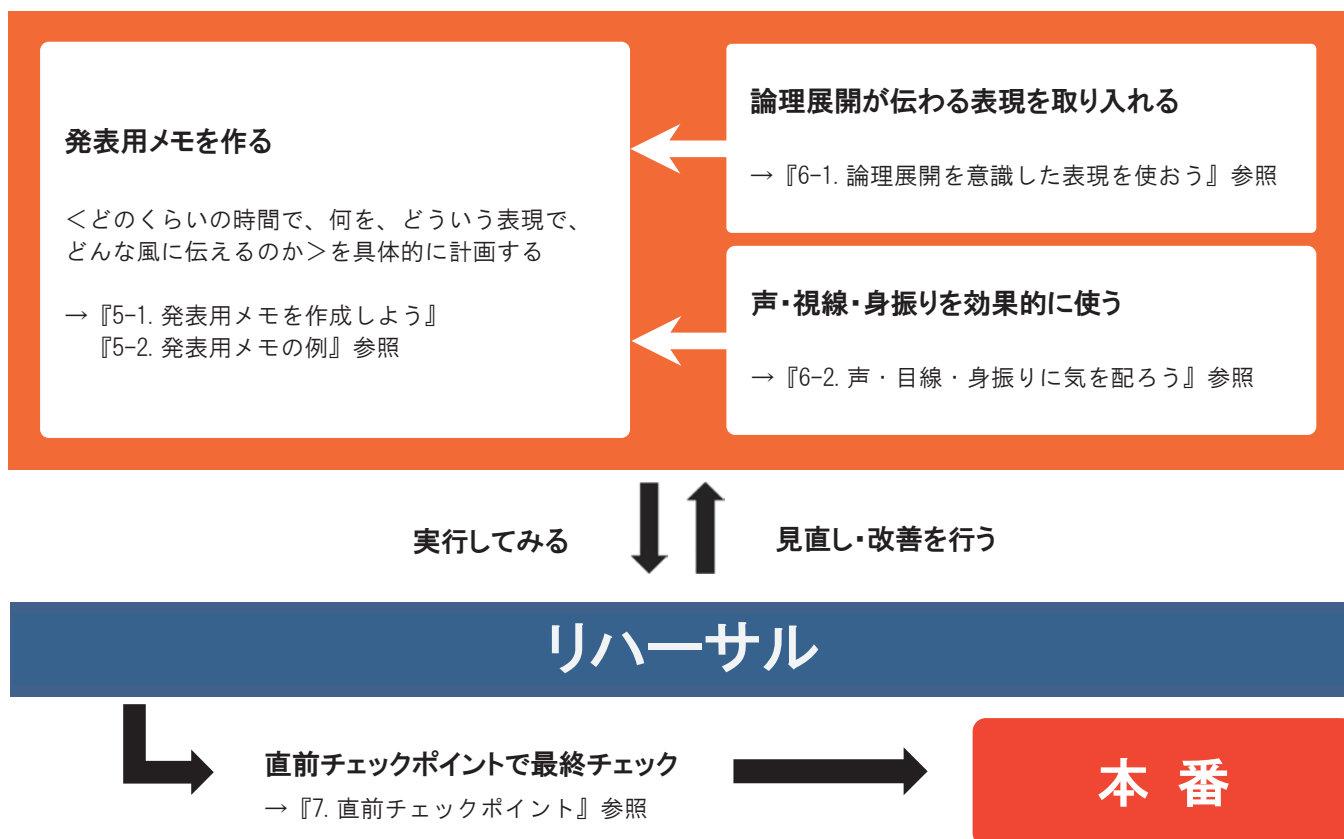 発表用メモを作る
<どのくらいの時間で、何を、どういう表現で、
どんな風に伝えるのか>を具体的に計画する
→『5-1. 発表用メモを作成しよう』
『5-2. 発表用メモの例』参照
論理展開が伝わる表現を取り入れる
→『6-1. 論理展開を意識した表現を使おう』参照
声・視線・身振りを効果的に使う
→『6-2. 声・目線・身振りに気を配ろう』参照
実行してみる
見直し・改善を行う
リハーサル
直前チェックポイントで最終チェック
→『7. 直前チェックポイント』参照
本 番